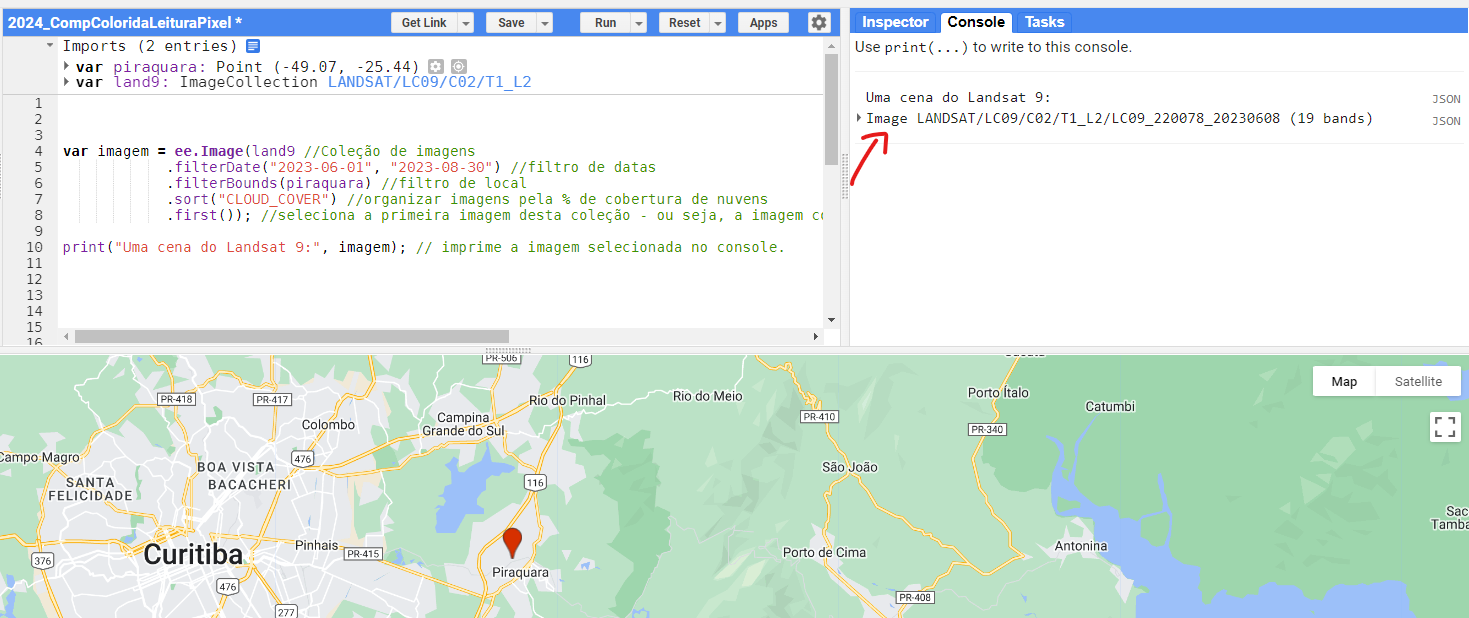 2024_CompColoridaLeituraPixel *
Get Link
Save
Run
Reset
Apps
Imports (2 entries)
var piraquara: Point (-49.07, -25.44)
var land9: ImageCollection LANDSAT/LC09/C02/T1_L2
1
2
3
4 var imagem = ee.Image(land9 //Coleção de imagens
5 .filterDate("2023-06-01", "2023-08-30") //filtro de datas
6 .filterBounds(piraquara) //filtro de local
7 .sort("CLOUD_COVER") //organizar imagens pela % de cobertura de nuvens
8 .first()); //seleciona a primeira imagem desta coleção - ou seja, a imagem co
9
10 print("Uma cena do Landsat 9:", imagem); // imprime a imagem selecionada no console.
11
12
13
14
15
16
Inspector
Console
Tasks
Use print(...) to write to this console.
Uma cena do Landsat 9:
JSON
Image LANDSAT/LC09/C02/T1_L2/LC09_220078_20230608 (19 bands)
JSON
PR-506
116
Map
Satellite
PR-418
PR-417
Rio do Pinhal
Rio do Meio
Porto Ítalo
Catumbi
Colombo
Campina
Grande do Sul
PR-410
PR-340
Campo Magro
BOA VISTA
476
São João
SANTA
FELICIDADE
BACACHERI
116
Sac
Tamba
Curitiba
Pinhais
PR-415
Porto de Cima
Antonina
376
Piraquara
476
PR-408
277